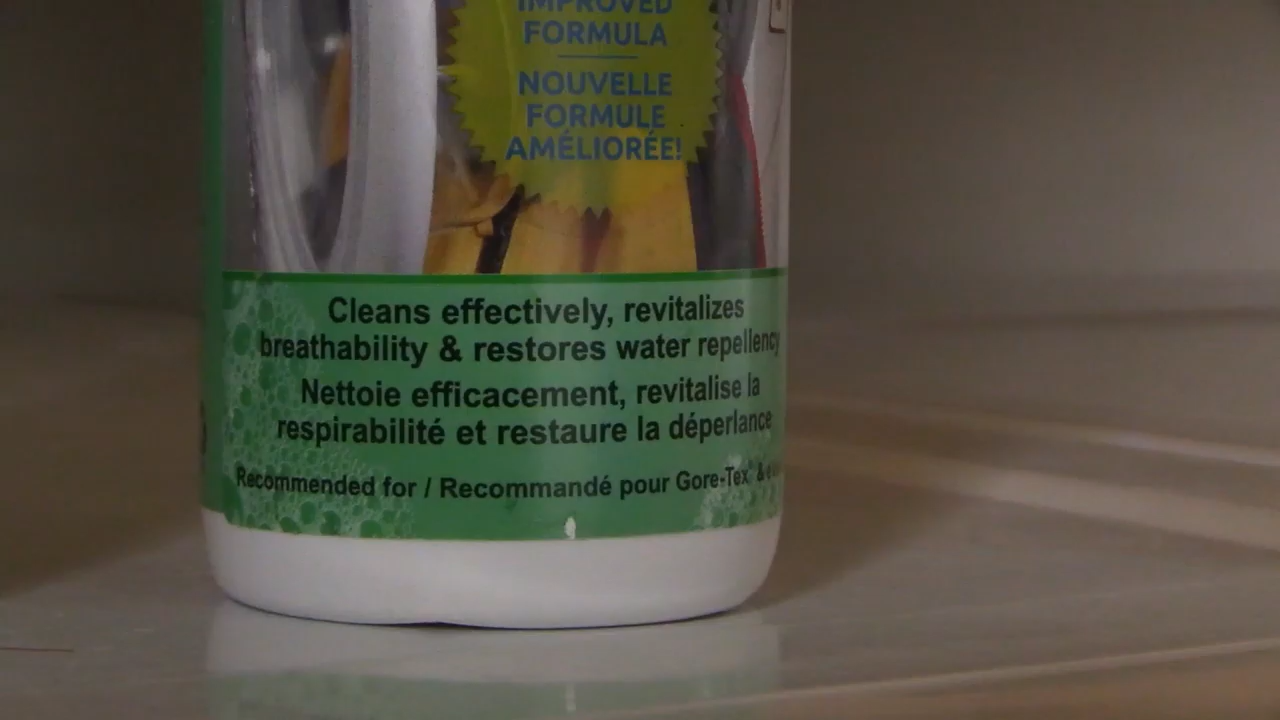 IMPROVED
FORMULA
NOUVELLE
FORMULE
AMÉLIORÉE!
Cleans effectively, revitalizes
breathability & restores water repellency
Nettoie efficacement, revitalise la
respirabilité et restaure la déperlance
Recommended for / Recommandé pour Gore-Tex® &